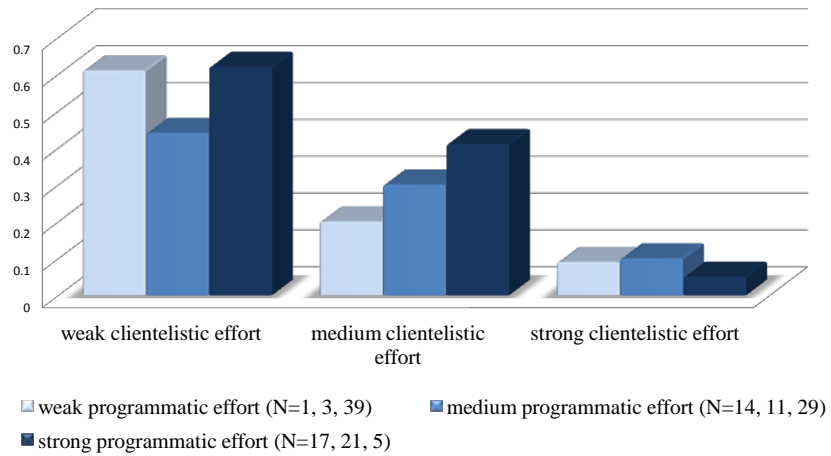 0.7
0.6
0.5
0.4
0.3
0.2
0.1
0
weak clientelistic effort
medium clientelistic
effort
strong clientelistic effort
weak programmatic effort (N=1, 3, 39)
medium programmatic effort (N=14, 11, 29)
strong programmatic effort (N=17, 21, 5)